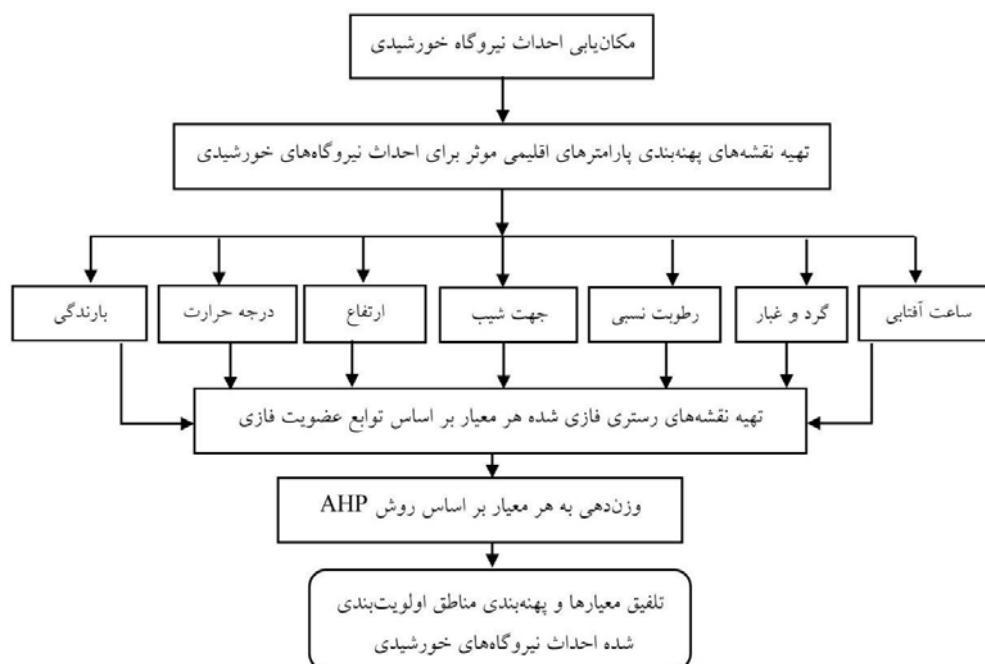 مکان‌یابی احداث نیروگاه خورشیدی
تهیه نقشه‌های پهنه‌بندی پارامترهای اقلیمی موثر برای احداث نیروگاه‌های خورشیدی
ساعت آفتابی
گرد و غبار
رطوبت نسبی
جهت شیب
ارتفاع
درجه حرارت
بارندگی
تهیه نقشه‌های رستری فازی شده هر معیار بر اساس توابع عضویت فازی
وزن‌دهی به هر معیار بر اساس روش AHP
تلفیق معیارها و پهنه‌بندی مناطق اولویت‌بندی
شده احداث نیروگاه‌های خورشیدی